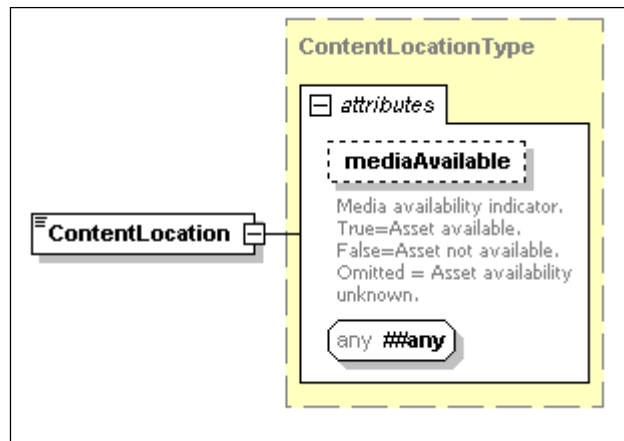 ContentLocationType
attributes
mediaAvailable
Media availability indicator.
True=Asset available.
False=Asset not available.
Omitted = Asset availability
unknown.
ContentLocation
any ##any